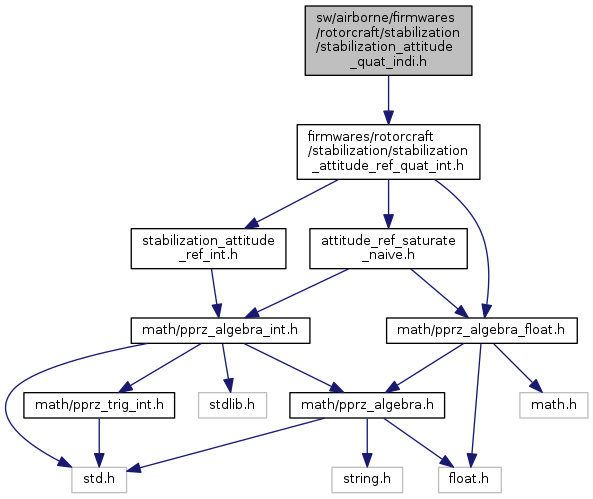 sw/airborne/firmwares
/rotorcraft/stabilization
/stabilization_attitude
_quat_indi.h
firmwares/rotorcraft
/stabilization/stabilization
_attitude_ref_quat_int.h
stabilization_attitude
_ref_int.h
attitude_ref_saturate
_naive.h
math/pprz_algebra_int.h
math/pprz_algebra_float.h
math/pprz_trig_int.h
stdlib.h
math/pprz_algebra.h
math.h
std.h
string.h
float.h